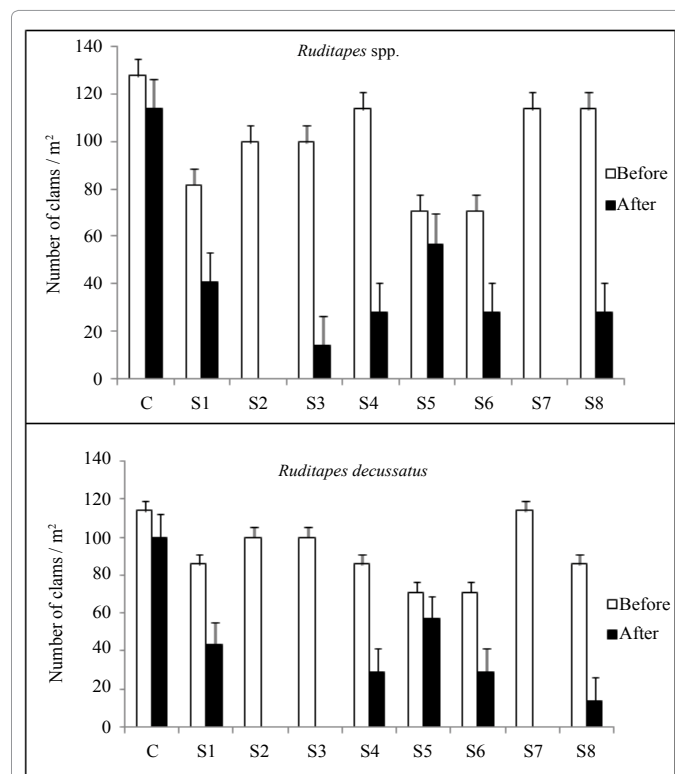 Ruditapes spp.
140
120
100
80
60
40
20
0
Number of clams / m²
Before
After
C S1 S2 S3 S4 S5 S6 S7 S8
Ruditapes decussatus
140
120
100
80
60
40
20
0
Number of clams / m²
Before
After
C S1 S2 S3 S4 S5 S6 S7 S8